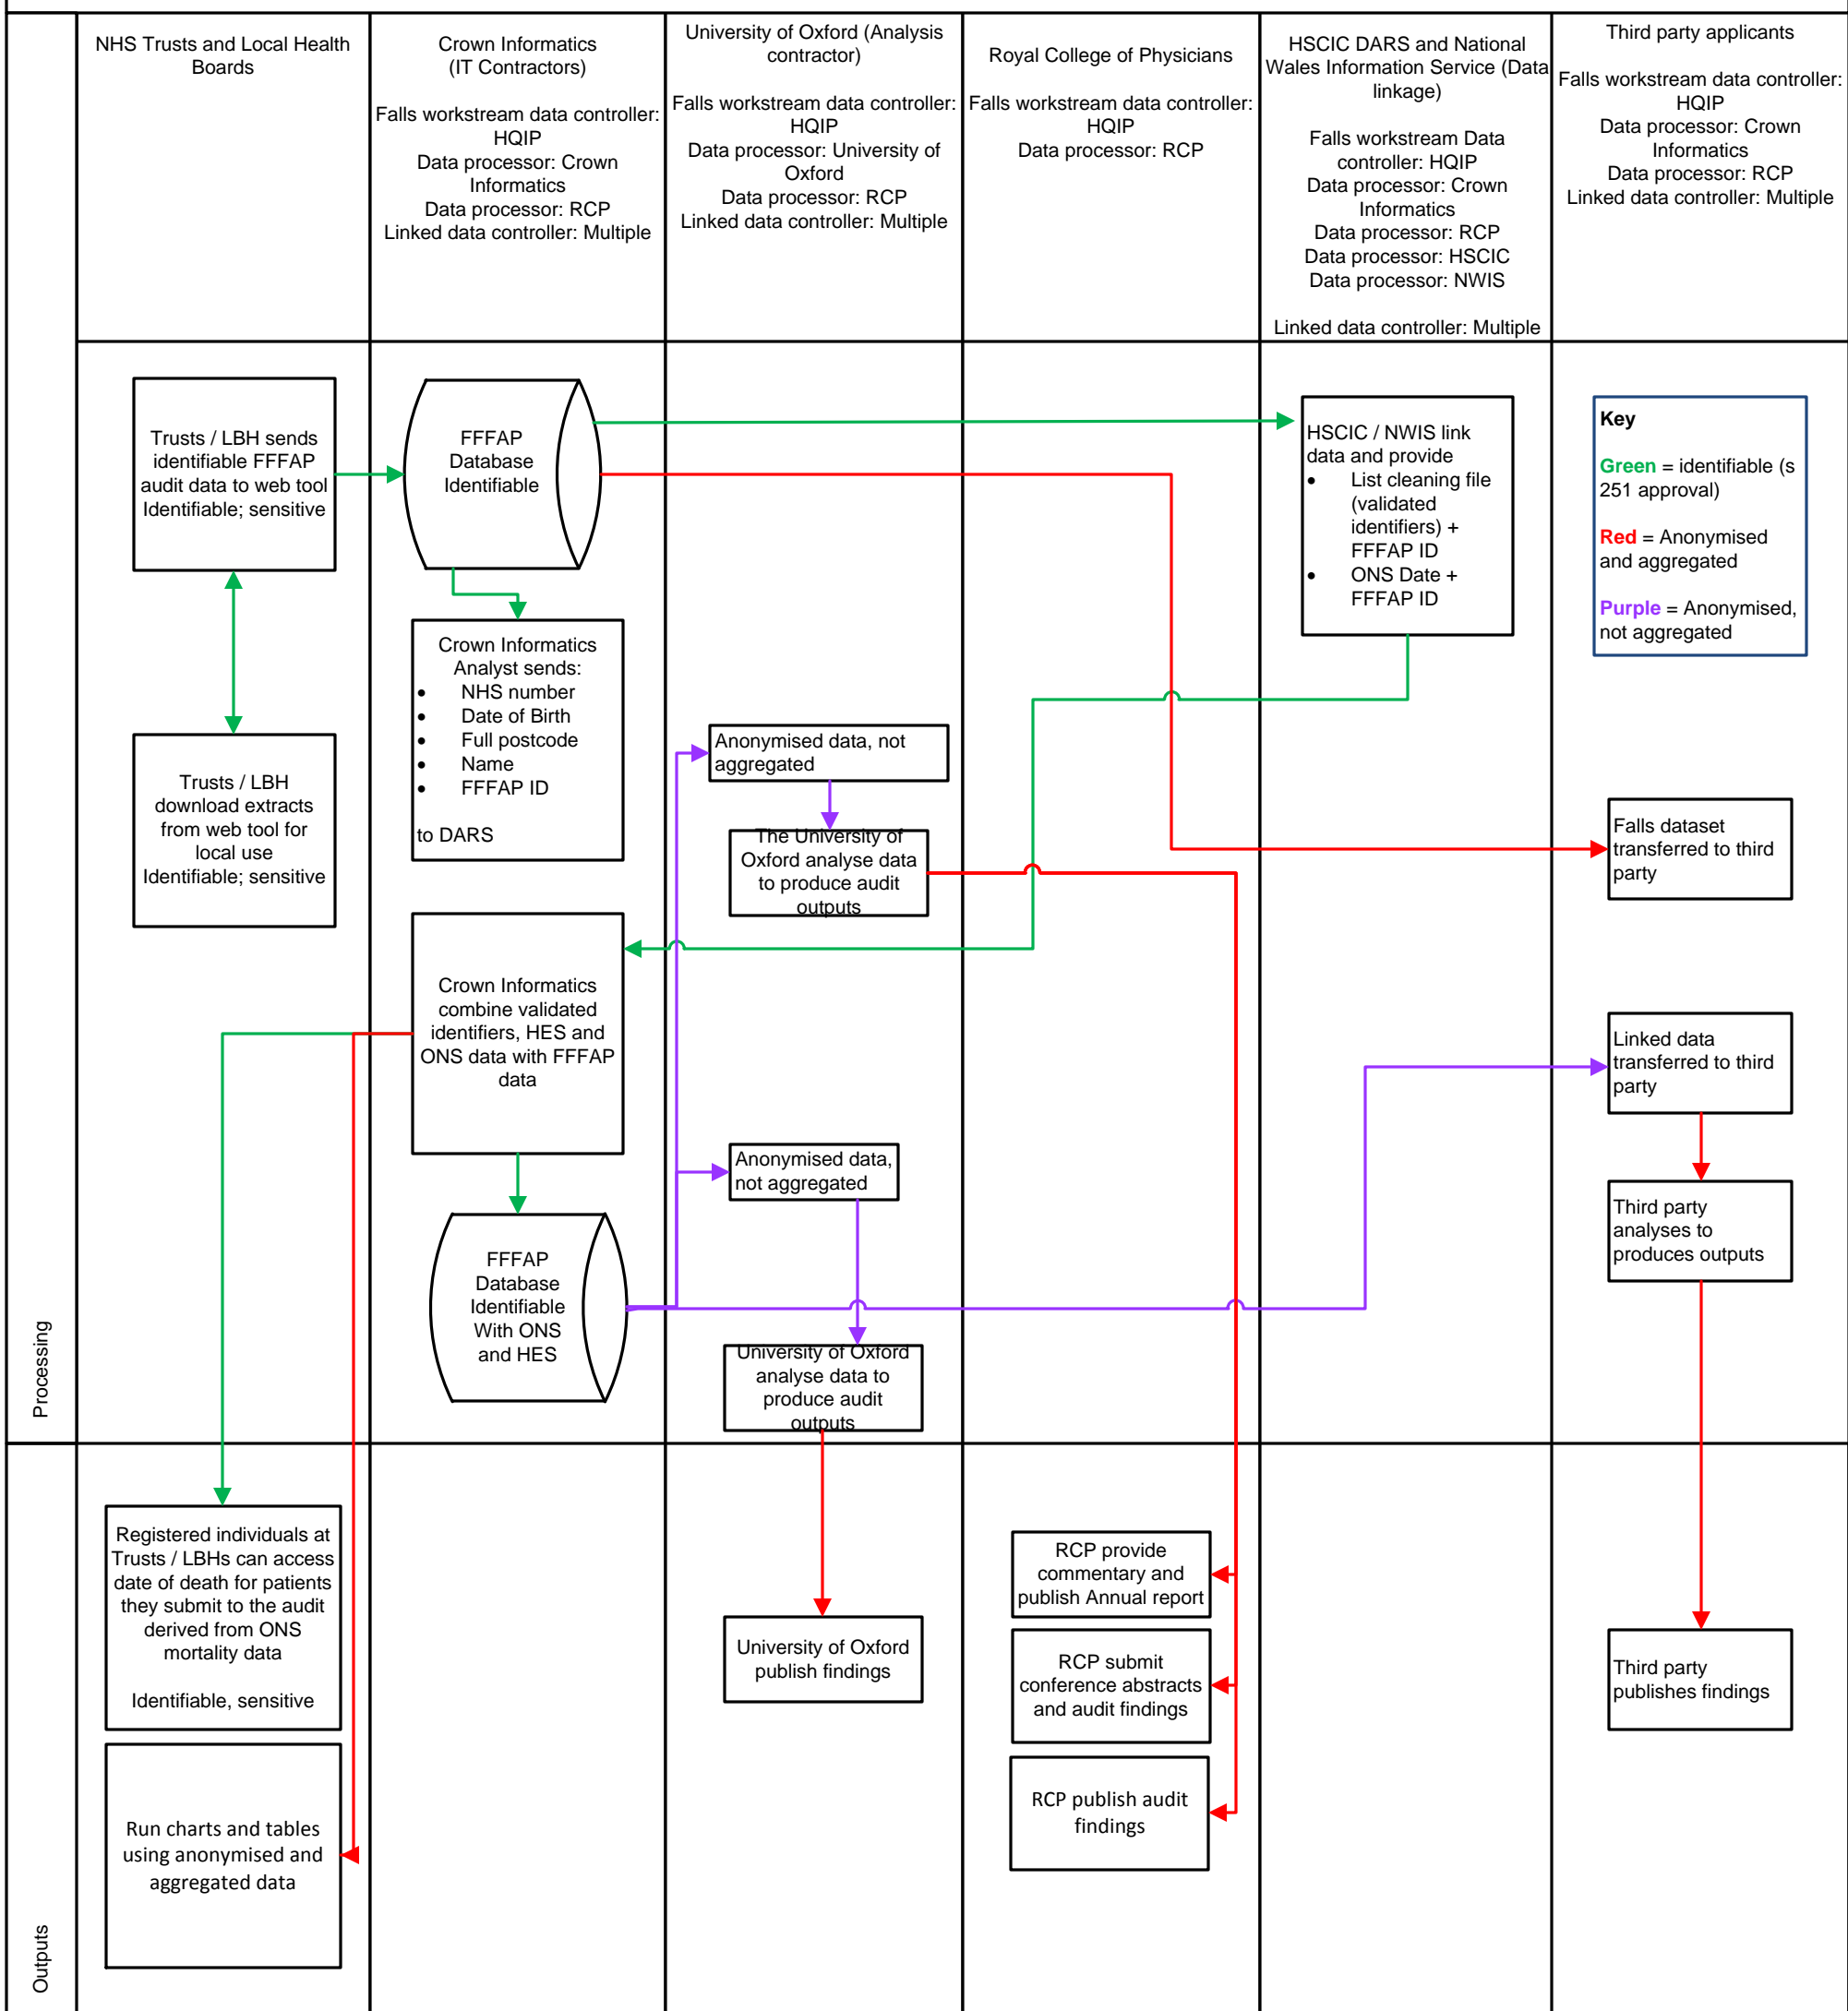 NHS Trusts and Local Health
Boards
Crown Informatics
(IT Contractors)
Falls workstream data controller:
HQIP
Data processor: Crown
Informatics
Data processor: RCP
Linked data controller: Multiple
University of Oxford (Analysis
contractor)
Falls workstream data controller:
HQIP
Data processor: University of
Oxford
Data processor: RCP
Linked data controller: Multiple
Royal College of Physicians
Falls workstream data controller:
HQIP
Data processor: RCP
HSCIC DARS and National
Wales Information Service (Data
linkage)
Falls workstream Data
controller: HQIP
Data processor: Crown
Informatics
Data processor: RCP
Data processor: HSCIC
Data processor: NWIS
Linked data controller: Multiple
Third party applicants
Falls workstream data controller:
HQIP
Data processor: Crown
Informatics
Data processor: RCP
Linked data controller: Multiple
Processing
Trusts / LBH sends
identifiable FFFAP
audit data to web tool
Identifiable; sensitive
Trusts / LBH
download extracts
from web tool for
local use
Identifiable; sensitive
FFFAP
Database
Identifiable
Crown Informatics
Analyst sends:
• NHS number
• Date of Birth
• Full postcode
• Name
• FFFAP ID
to DARS
Crown Informatics
combine validated
identifiers, HES and
ONS data with FFFAP
data
FFFAP
Database
Identifiable
With ONS
and HES
Anonymised data, not
aggregated
The University of
Oxford analyse data
to produce audit
outputs
Anonymised data,
not aggregated
University of Oxford
analyse data to
produce audit
outputs
HSCIC / NWIS link
data and provide
• List cleaning file
(validated
identifiers) +
FFFAP ID
• ONS Date +
FFFAP ID
Key
Green = identifiable (s
251 approval)
Red = Anonymised
and aggregated
Purple = Anonymised,
not aggregated
Falls dataset
transferred to third
party
Linked data
transferred to third
party
Third party
analyses to
produces outputs
Outputs
Registered individuals at
Trusts / LBHs can access
date of death for patients
they submit to the audit
derived from ONS
mortality data
Identifiable, sensitive
Run charts and tables
using anonymised and
aggregated data
University of Oxford
publish findings
RCP provide
commentary and
publish Annual report
RCP submit
conference abstracts
and audit findings
RCP publish audit
findings
Third party
publishes findings